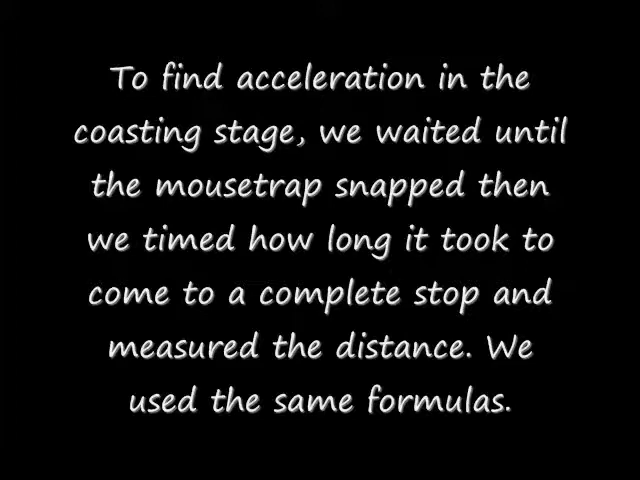 To find acceleration in the
coasting stage, we waited until
the mousetrap snapped then
we timed how long it took to
come to a complete stop and
measured the distance. We
used the same formulas.